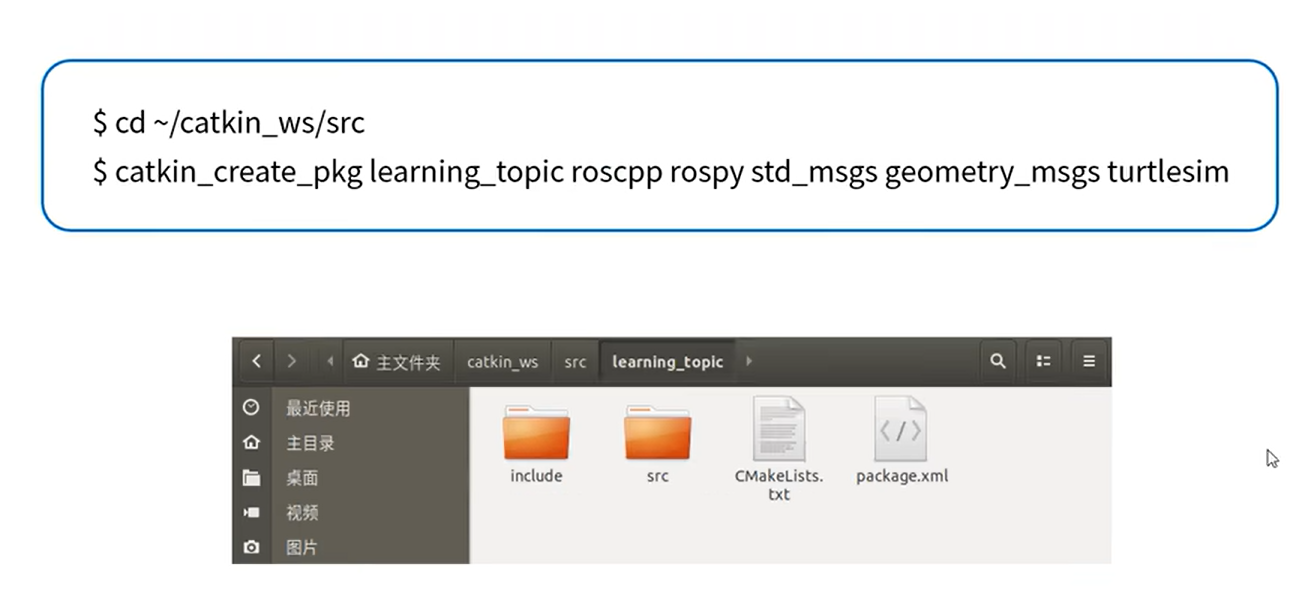 $ cd ~/catkin_ws/src
$ catkin_create_pkg learning_topic roscpp rospy std_msgs geometry_msgs turtlesim
主文件夹 catkin_ws src learning_topic
最近使用
主目录
桌面
视频
图片
include src CMakeLists. package.xml
txt